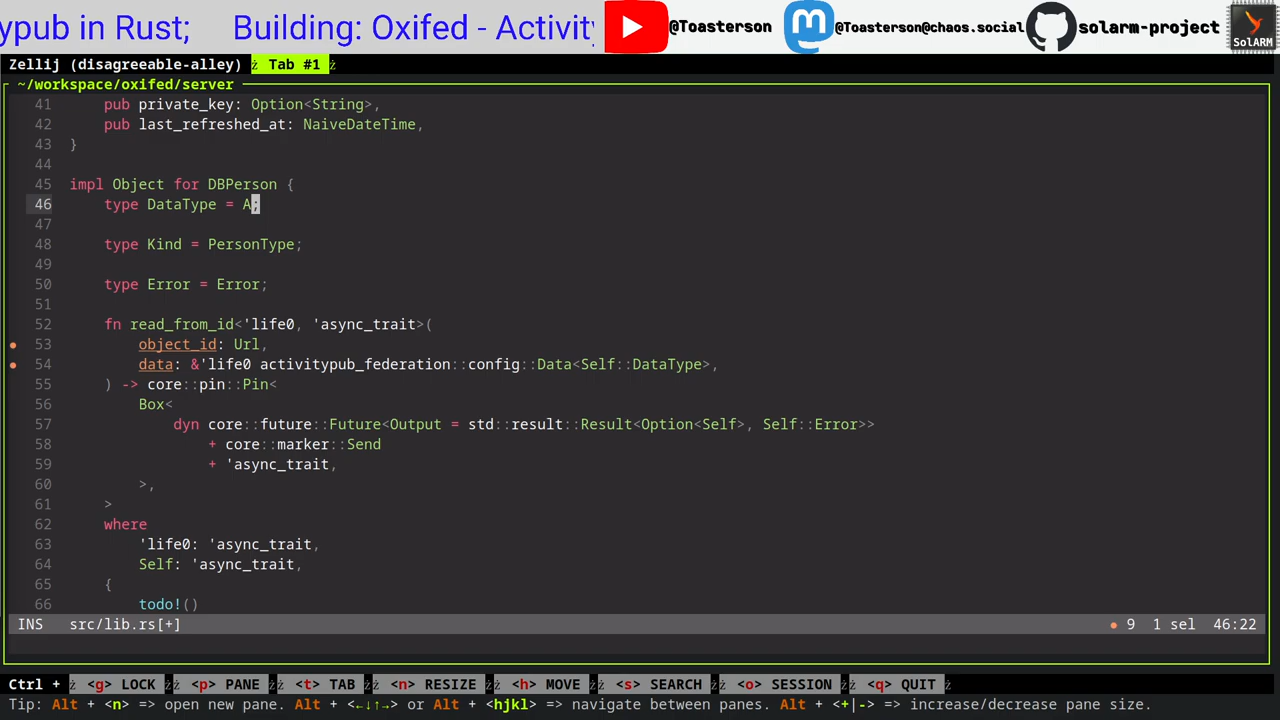 ypub in Rust;     Building: Oxifed - Activity
@Toasterson
@Toasterson@chaos.social
solarm-project
SolARM
Zellij (disagreeable-alley)  Tab #1
~/workspace/oxifed/server
41     pub private_key: Option<String>,
42     pub last_refreshed_at: NaiveDateTime,
43 }
44
45 impl Object for DBPerson {
46     type DataType = A;
47
48     type Kind = PersonType;
49
50     type Error = Error;
51
52     fn read_from_id<'life0, 'async_trait>(
53         object_id: Url,
54         data: &'life0 activitypub_federation::config::Data<Self::DataType>,
55     ) -> core::pin::Pin<
56         Box<
57             dyn core::future::Future<Output = std::result::Result<Option<Self>, Self::Error>>
58                 + core::marker::Send
59                 + 'async_trait,
60         >,
61     >
62     where
63         'life0: 'async_trait,
64         Self: 'async_trait,
65     {
66         todo!()
INS   src/lib.rs[+]   ● 9  1 sel  46:22
Ctrl +  <g> LOCK  <p> PANE  <t> TAB  <n> RESIZE  <h> MOVE  <s> SEARCH  <o> SESSION  <q> QUIT
Tip: Alt + <n> => open new pane. Alt + <←↓↑→> or Alt + <hjkl> => navigate between panes. Alt + <+|-> => increase/decrease pane size.